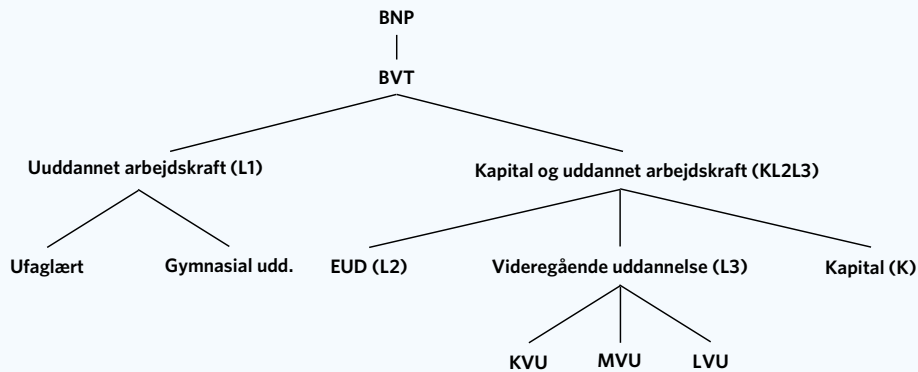 BNP
BVT
Uuddannet arbejdskraft (L1)
Kapital og uddannet arbejdskraft (KL2L3)
Ufaglært
Gymnasial udd.
EUD (L2)
Videregående uddannelse (L3)
Kapital (K)
KVU
MVU
LVU